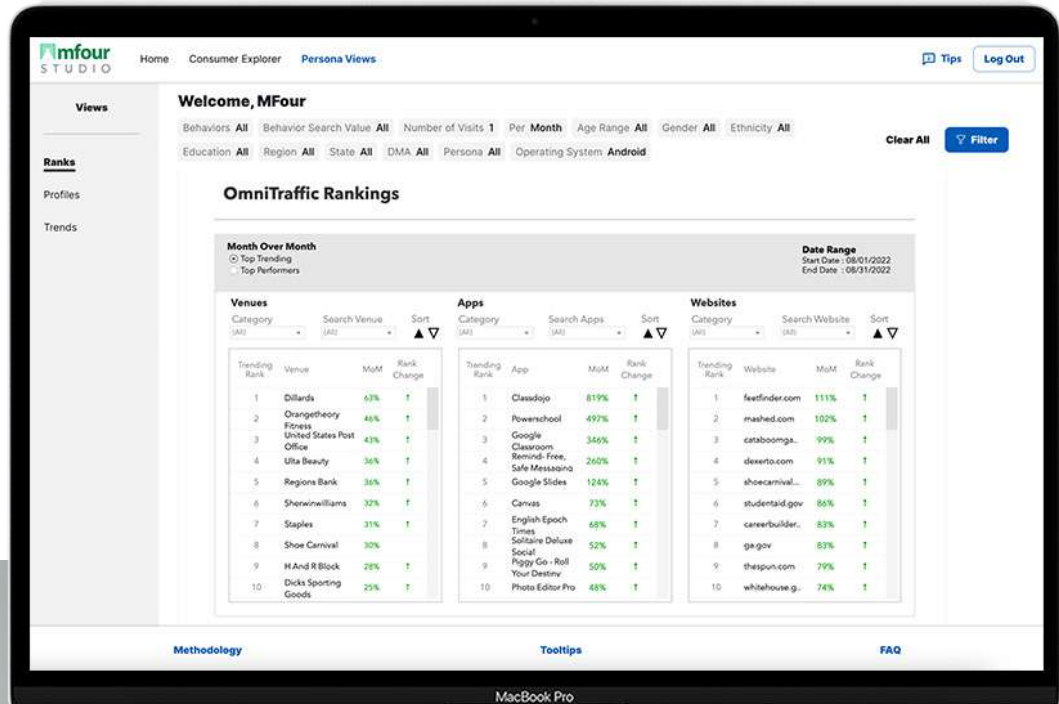 mfour
STUDIO
Home Consumer Explorer Persona Views Tips Log Out
Views
Ranks
Profiles
Trends
Welcome, MFour
Behaviors All Behavior Search Value All Number of Visits 1 Per Month Age Range All Gender All Ethnicity All
Education All Region All State All DMA All Persona All Operating System Android
Clear All Filter
OmniTraffic Rankings
Month Over Month
Top Trending
Top Performers
Date Range
Start Date : 08/01/2022
End Date : 08/31/2022
Venues
Category Search Venue Sort
(All) (All)
Trending Rank Venue MoM Rank Change
1 Dillards 63% ↑
2 Orangetheory Fitness 46% ↑
3 United States Post Office 43% ↑
4 Ulta Beauty 36% ↑
5 Regions Bank 36% ↑
6 Sherwinwilliams 32% ↑
7 Staples 31% ↑
8 Shoe Carnival 30%
9 H And R Block 28% ↑
10 Dicks Sporting Goods 25% ↑
Apps
Category Search Apps Sort
(All) (All)
Trending Rank App MoM Rank Change
1 Classdojo 819% ↑
2 Powerschool 497% ↑
3 Google Classroom 346% ↑
4 Remind- Free, Safe Messaging 260% ↑
5 Google Slides 124% ↑
6 Canvas 73% ↑
7 English Epoch Times 68% ↑
8 Solitaire Deluxe Social 52% ↑
9 Piggy Go - Roll Your Destiny 50% ↑
10 Photo Editor Pro 48% ↑
Websites
Category Search Website Sort
(All) (All)
Trending Rank Website MoM Rank Change
1 feetfinder.com 111% ↑
2 mashed.com 102% ↑
3 cataboomga.. 99% ↑
4 dexerto.com 91% ↑
5 shoecarnival... 89% ↑
6 studentaid.gov 86% ↑
7 careerbuilder.. 83% ↑
8 ga.gov 83% ↑
9 thespun.com 79% ↑
10 whitehouse.g.. 74% ↑
Methodology Tooltips FAQ
MacBook Pro